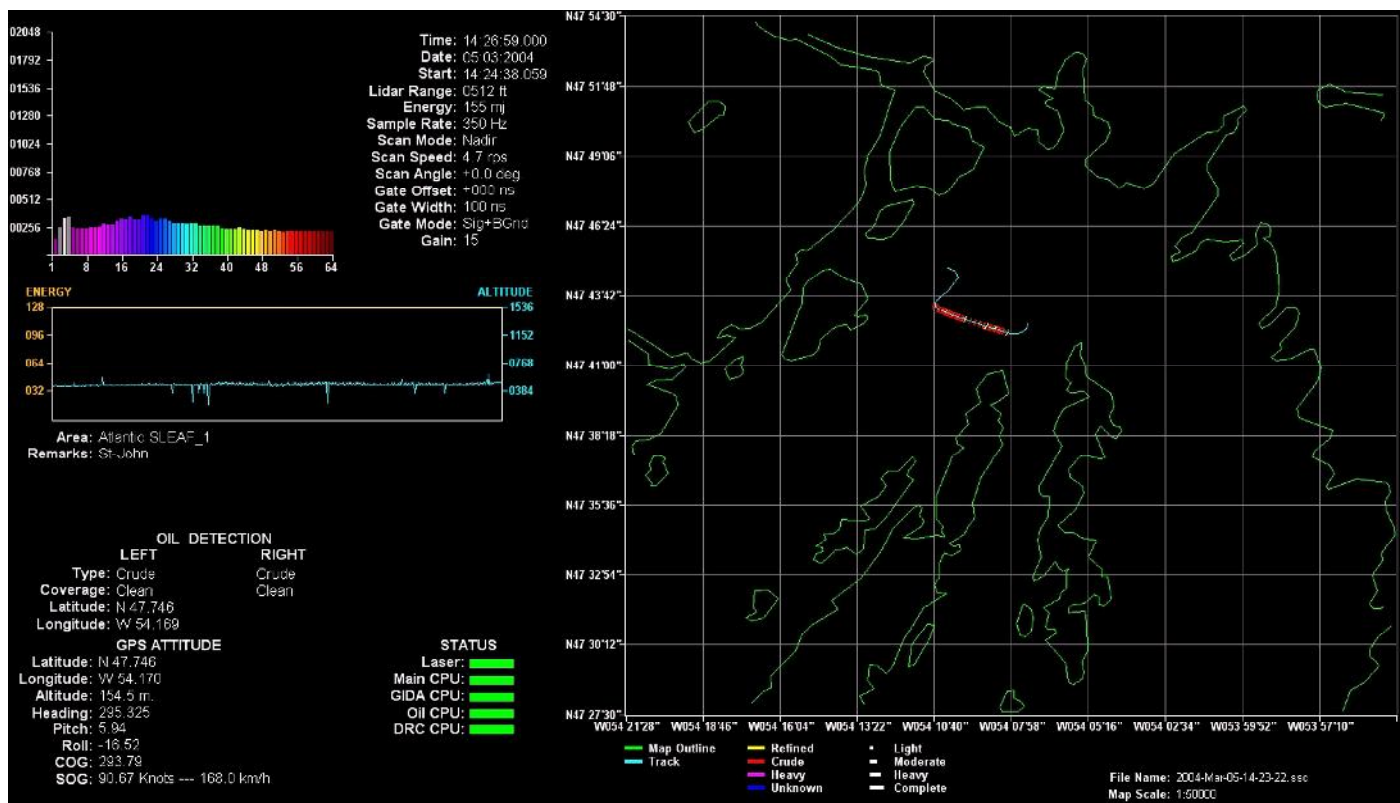 02048
01792
01536
01280
01024
00768
00512
00256
1 8 16 24 32 40 48 56 64
Time: 14:26:59.000
Date: 05:03:2004
Start: 14:24:38.059
Lidar Range: 0512 ft
Energy: 155 mj
Sample Rate: 350 Hz
Scan Mode: Nadir
Scan Speed: 4.7 rps
Scan Angle: +0.0 deg
Gate Offset: +000 ns
Gate Width: 100 ns
Gate Mode: Sig+BGnd
Gain: 15
ENERGY ALTITUDE
128 1536
096 1152
064 0768
032 0384
Area: Atlantic SLEAF_1
Remarks: St-John
OIL DETECTION
LEFT RIGHT
Type: Crude Crude
Coverage: Clean Clean
Latitude: N 47.746
Longitude: W 54.169
GPS ATTITUDE
Latitude: N 47.746
Longitude: W 54.170
Altitude: 154.5 m.
Heading: 295.325
Pitch: 5.94
Roll: -16.52
COG: 293.79
SOG: 90.67 Knots --- 168.0 km/h
STATUS
Laser:
Main CPU:
GIDA CPU:
Oil CPU:
DRC CPU:
N47 54'30"
N47 51'48"
N47 49'06"
N47 46'24"
N47 43'42"
N47 41'00"
N47 38'18"
N47 35'36"
N47 32'54"
N47 30'12"
N47 27'30"
W054 21'28" W054 18'46" W054 16'04" W054 13'22" W054 10'40" W054 07'58" W054 05'16" W054 02'34" W053 59'52" W053 57'10"
Map Outline Refined Light
Track Crude Moderate
Heavy Heavy
Unknown Complete
File Name: 2004-Mar-05-14-23-22.ssc
Map Scale: 1:50000